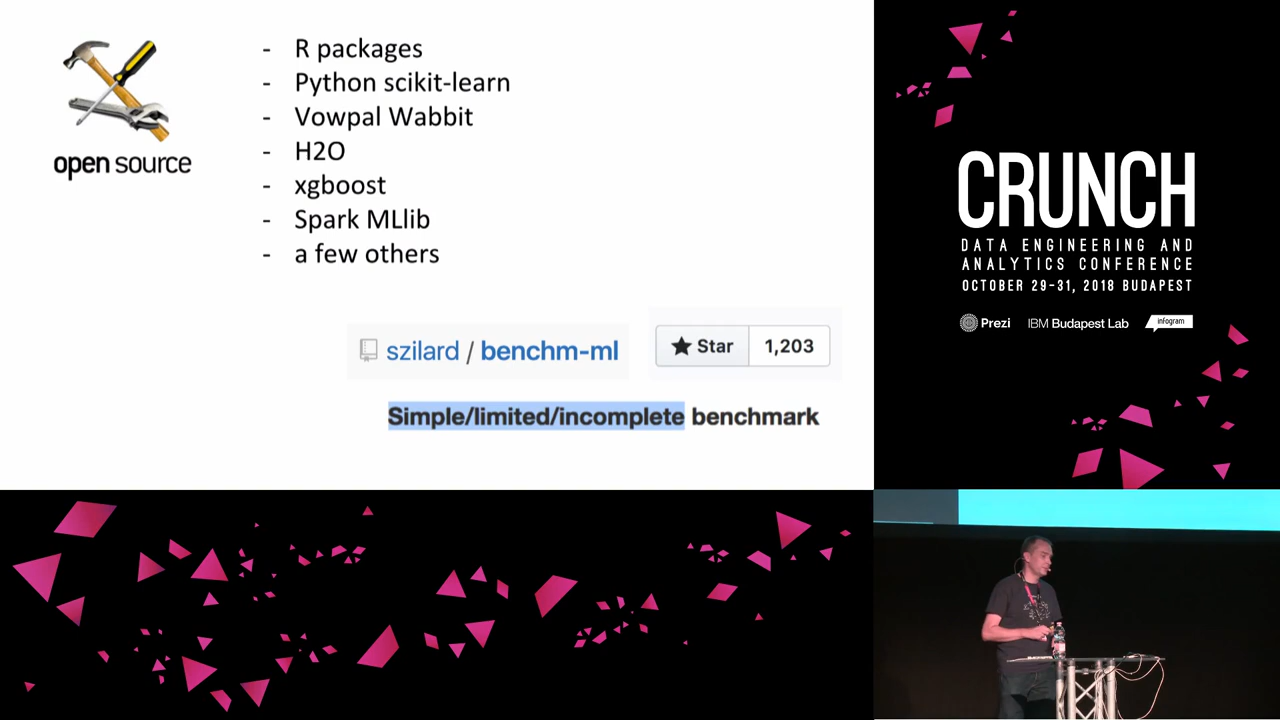 open source
- R packages
- Python scikit-learn
- Vowpal Wabbit
- H2O
- xgboost
- Spark MLlib
- a few others
szilard / benchm-ml
Star 1,203
Simple/limited/incomplete benchmark
CRUNCH
DATA ENGINEERING AND
ANALYTICS CONFERENCE
OCTOBER 29-31, 2018 BUDAPEST
Prezi IBM Budapest Lab infogram